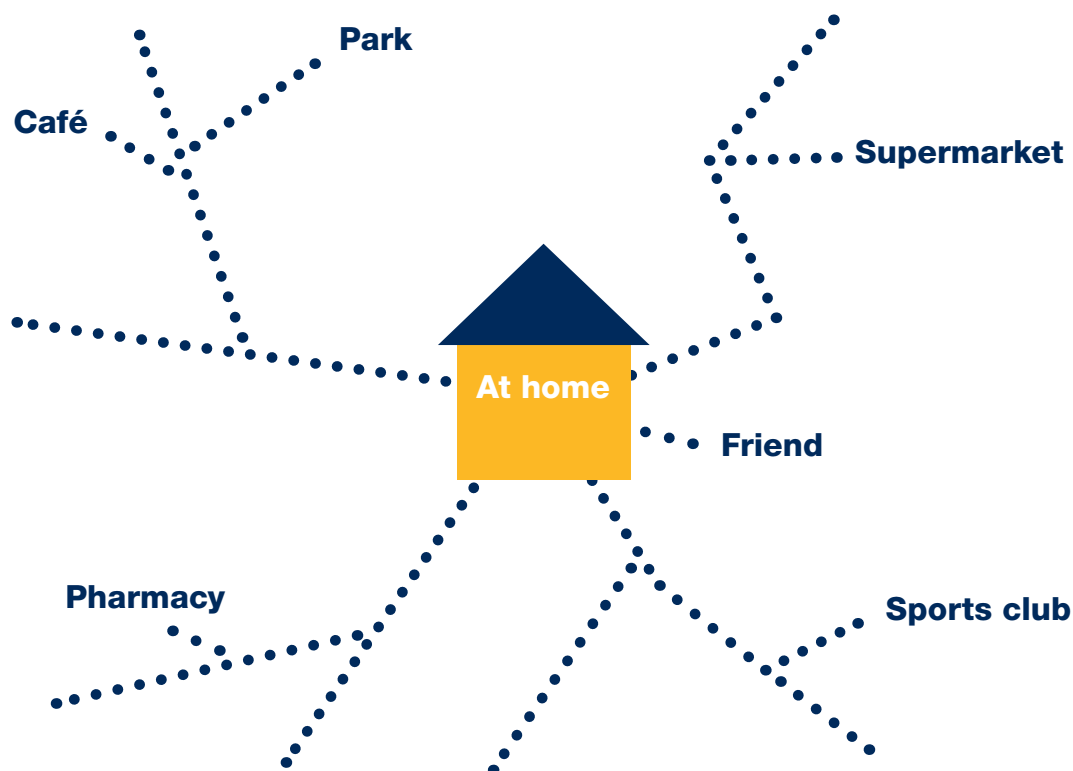 Park
Café
Supermarket
At home
Friend
Pharmacy
Sports club